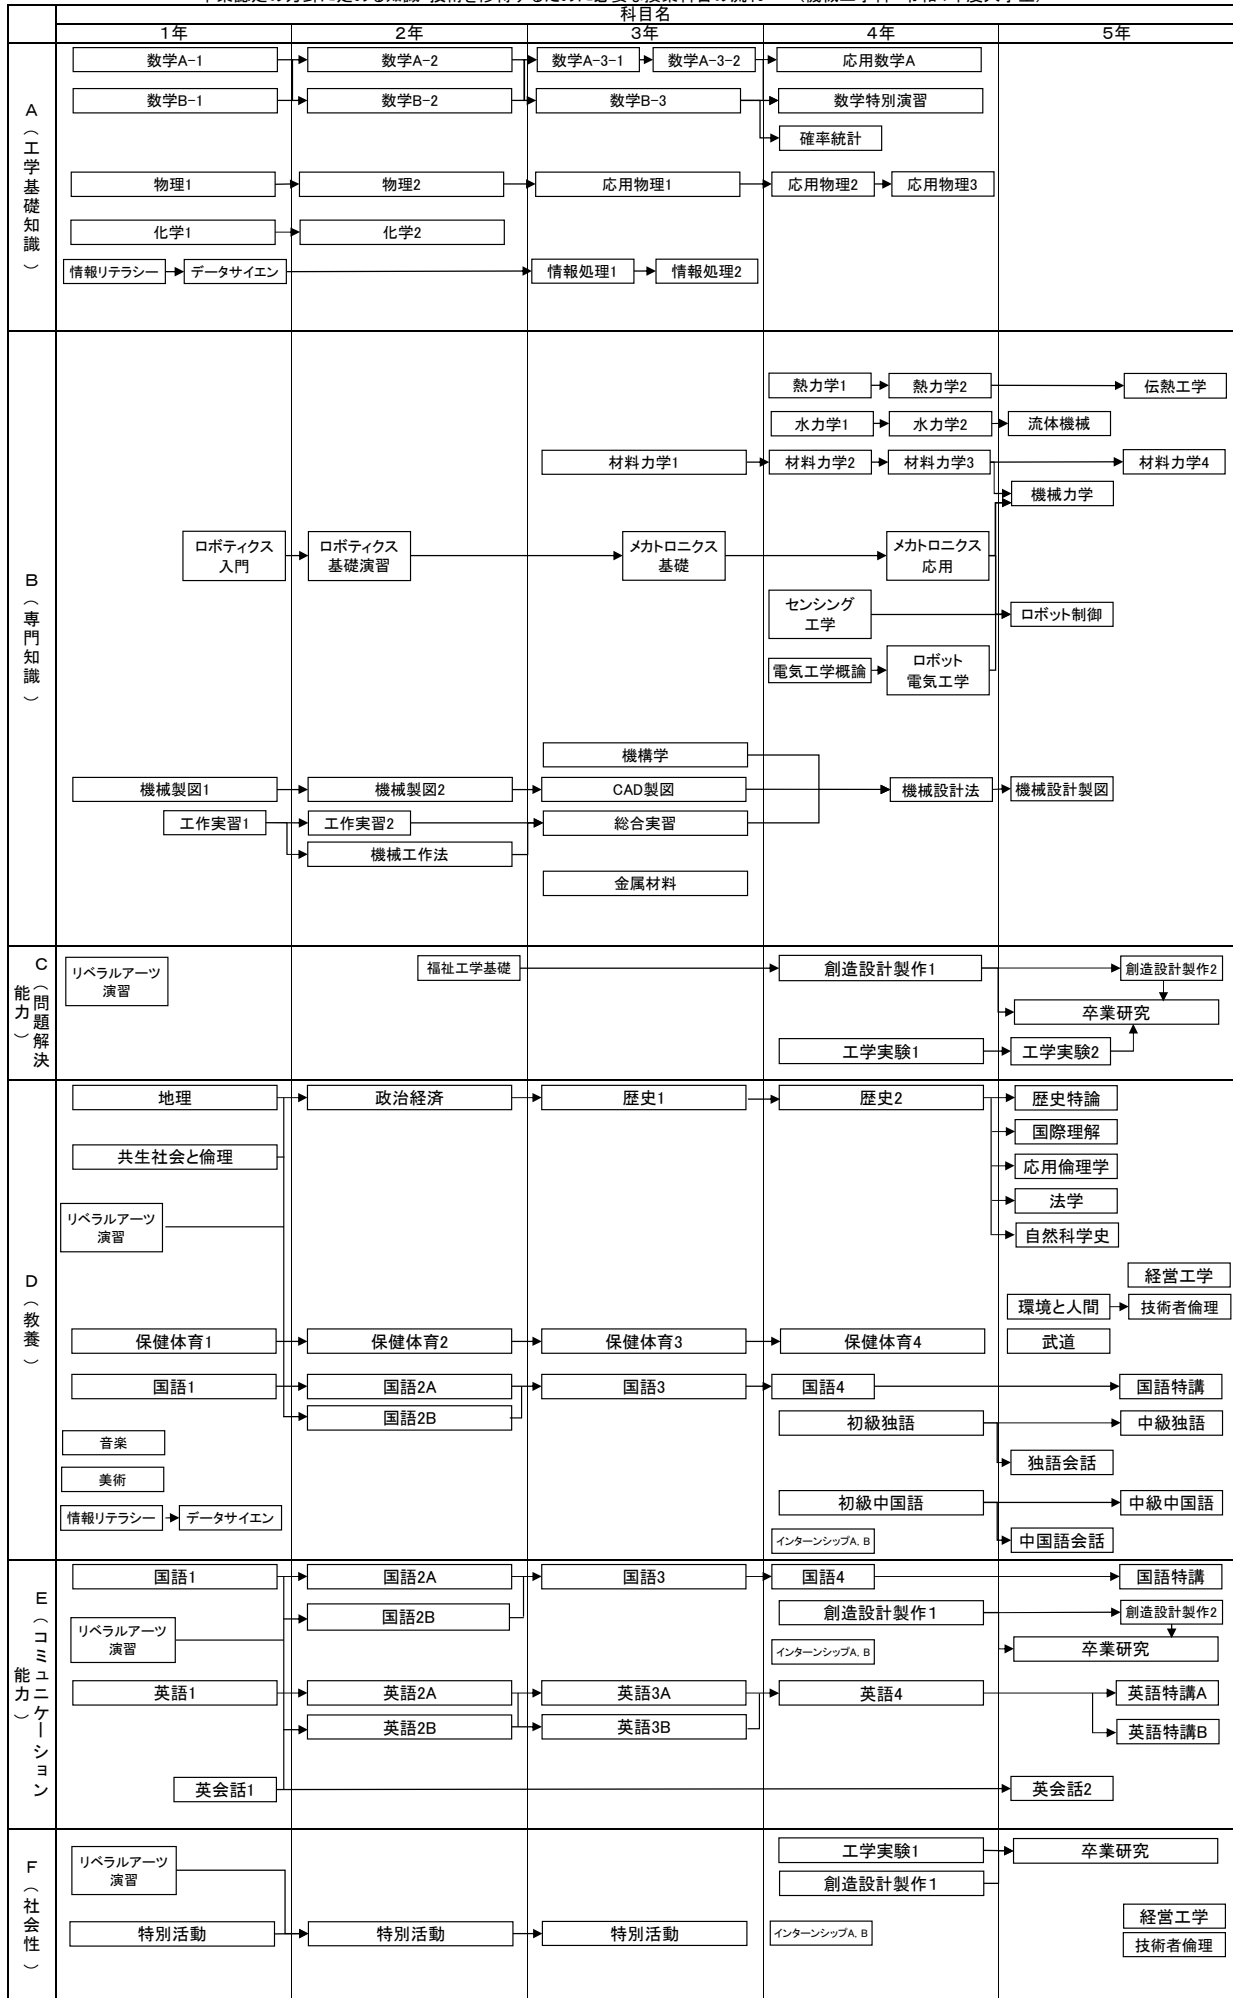 科目名
1年 2年 3年 4年 5年
A（工学基礎知識）
数学A-1 数学A-2 数学A-3-1 数学A-3-2 応用数学A
数学B-1 数学B-2 数学B-3 数学特別演習
確率統計
物理1 物理2 応用物理1 応用物理2 応用物理3
化学1 化学2
情報リテラシー データサイエン 情報処理1 情報処理2
B（専門知識）
熱力学1 熱力学2 伝熱工学
水力学1 水力学2 流体機械
材料力学1 材料力学2 材料力学3 材料力学4
機械力学
ロボティクス入門 ロボティクス基礎演習 メカトロニクス基礎 メカトロニクス応用
センシング工学 ロボット制御
電気工学概論 ロボット電気工学
機構学
機械製図1 機械製図2 CAD製図 機械設計法 機械設計製図
工作実習1 工作実習2 総合実習
機械工作法
金属材料
C（問題解決能力）
リベラルアーツ演習 福祉工学基礎 創造設計製作1 創造設計製作2
卒業研究
工学実験1 工学実験2
D（教養）
地理 政治経済 歴史1 歴史2 歴史特論
国際理解
共生社会と倫理 応用倫理学
法学
リベラルアーツ演習 自然科学史
経営工学
環境と人間 技術者倫理
保健体育1 保健体育2 保健体育3 保健体育4 武道
国語1 国語2A 国語3 国語4 国語特講
国語2B 初級独語 中級独語
音楽 独語会話
美術
情報リテラシー データサイエン 初級中国語 中級中国語
インターンシップA, B 中国語会話
E（コミュニケーション能力）
国語1 国語2A 国語3 国語4 国語特講
国語2B 創造設計製作1 創造設計製作2
リベラルアーツ演習 インターンシップA, B 卒業研究
英語1 英語2A 英語3A 英語4 英語特講A
英語2B 英語3B 英語特講B
英会話1 英会話2
F（社会性）
リベラルアーツ演習 工学実験1 卒業研究
創造設計製作1
経営工学
特別活動 特別活動 特別活動 インターンシップA, B 技術者倫理